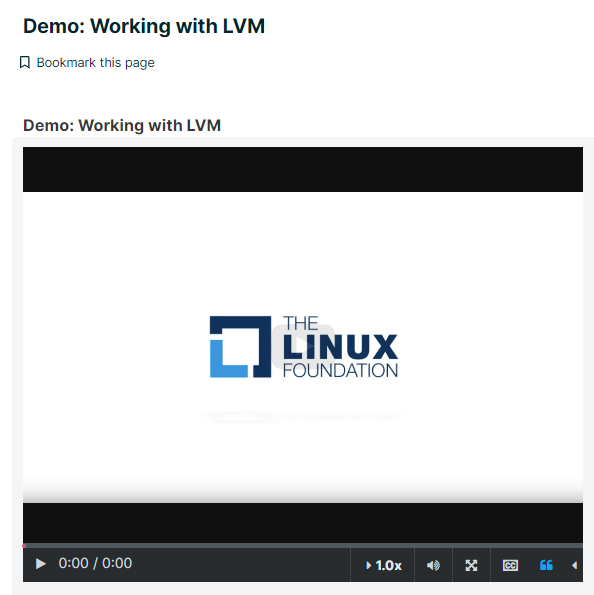 Demo: Working with LVM
Bookmark this page
Demo: Working with LVM
THE
LINUX
FOUNDATION
0:00 / 0:00
1.0x
CC